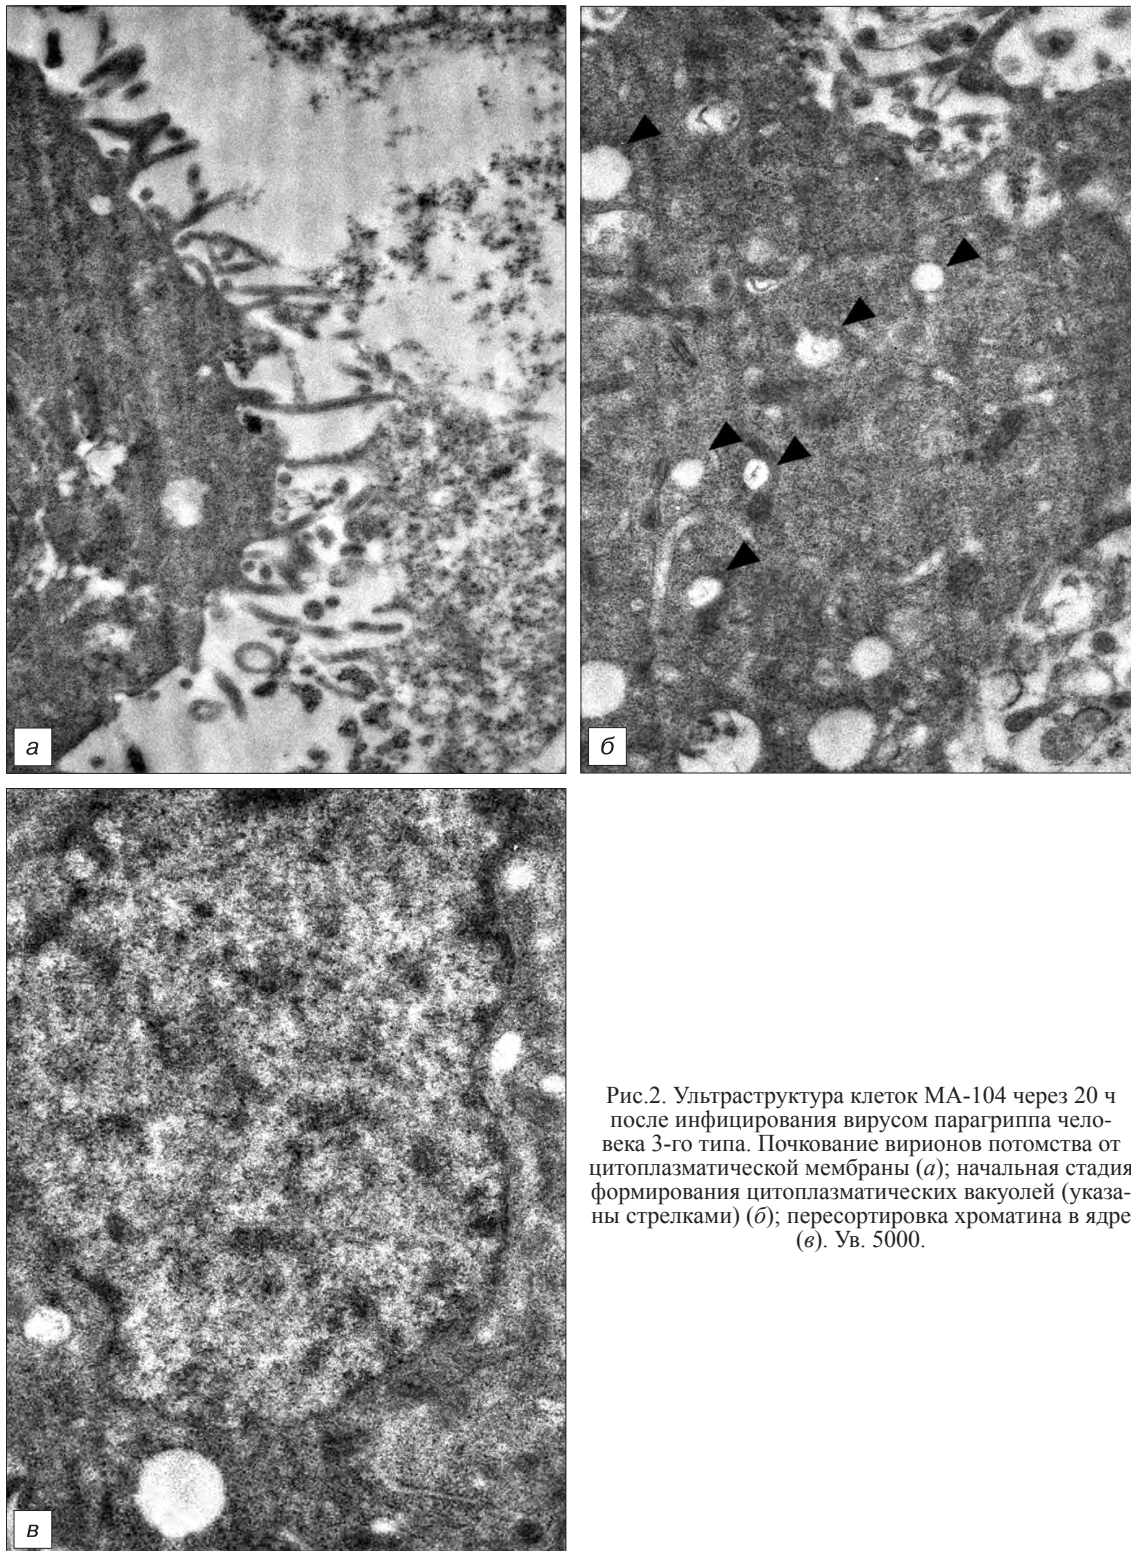 а
б
в
Рис.2. Ультраструктура клеток МА-104 через 20 ч
после инфицирования вирусом парагриппа чело-
века 3-го типа. Почкование вирионов потомства от
цитоплазматической мембраны (а); начальная стадия
формирования цитоплазматических вакуолей (указа-
ны стрелками) (б); пересортировка хроматина в ядре
(в). Ув. 5000.